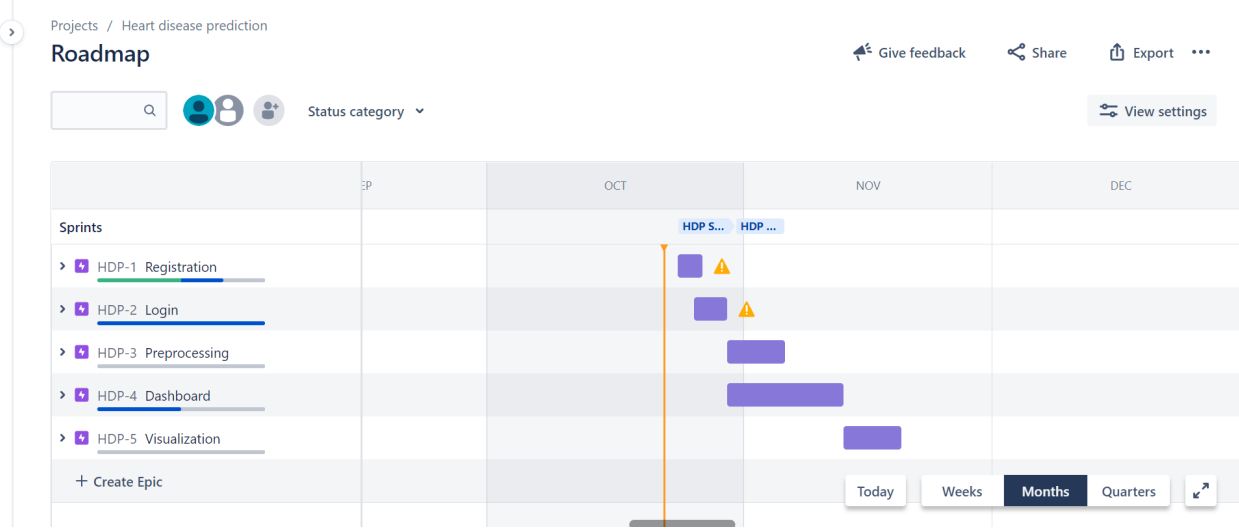 Projects / Heart disease prediction
Roadmap
Give feedback
Share
Export
Status category
View settings
EP
OCT
NOV
DEC
Sprints
HDP S...
HDP ...
HDP-1 Registration
HDP-2 Login
HDP-3 Preprocessing
HDP-4 Dashboard
HDP-5 Visualization
+ Create Epic
Today
Weeks
Months
Quarters